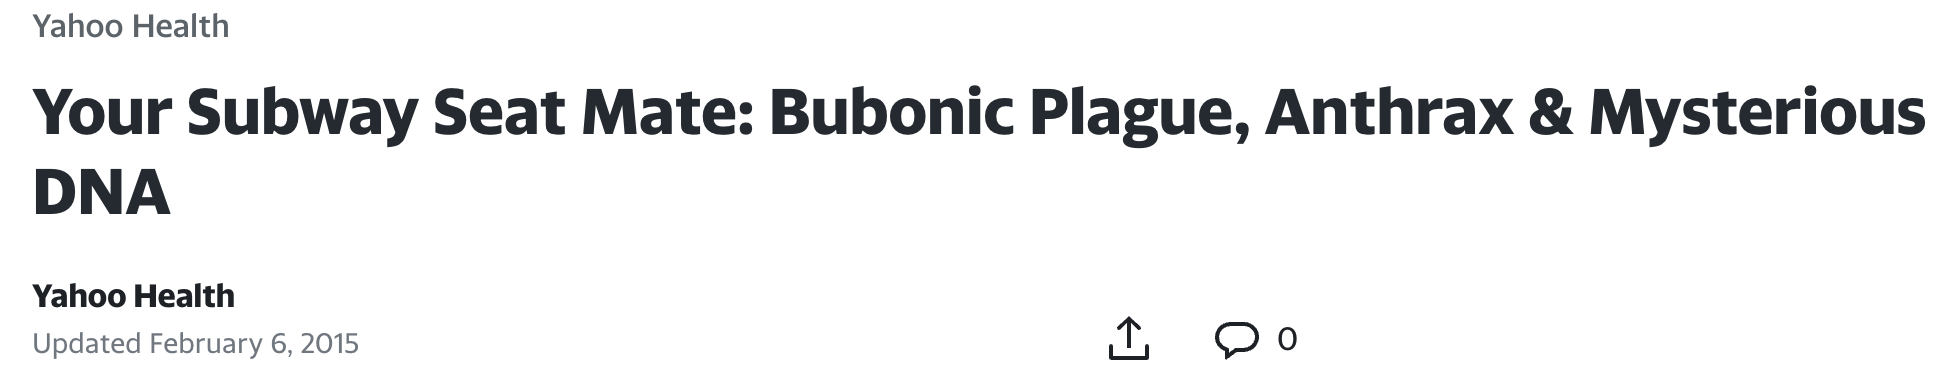 Yahoo Health
Your Subway Seat Mate: Bubonic Plague, Anthrax & Mysterious
DNA
Yahoo Health
Updated February 6, 2015
0